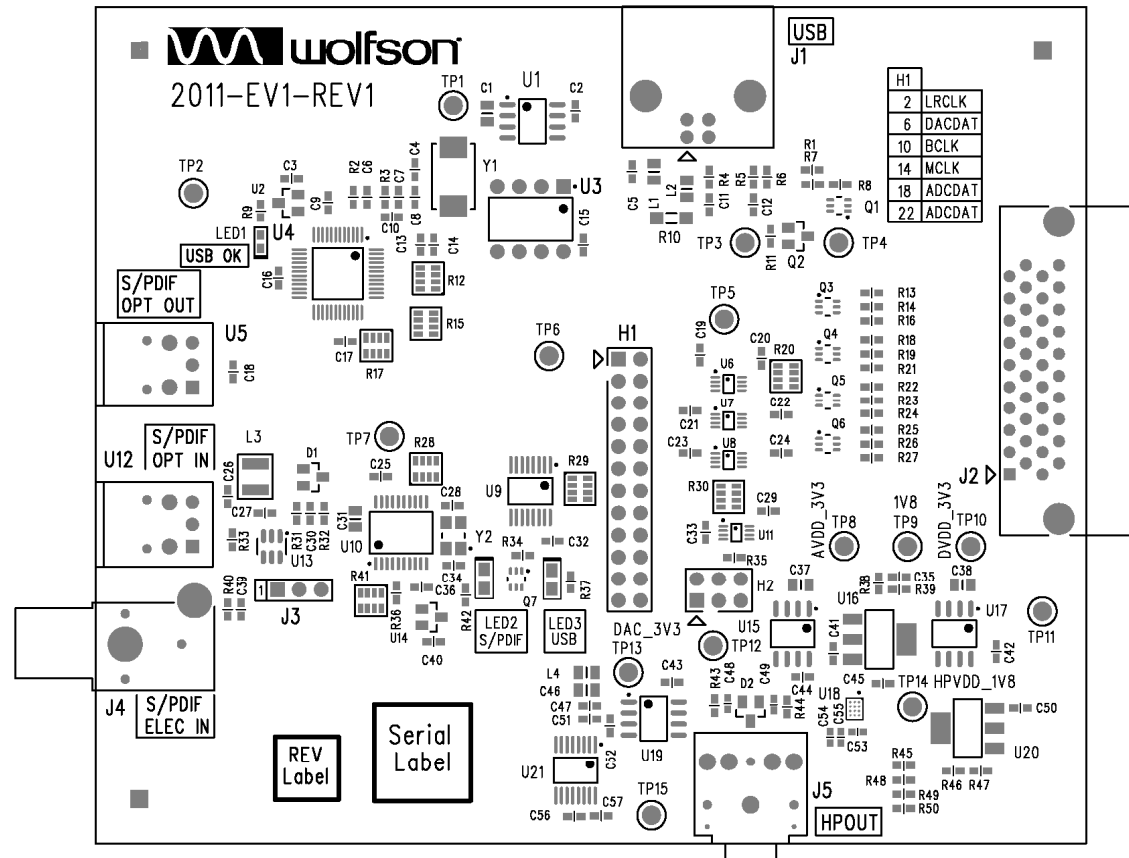 wolfson
2011-EV1-REV1
TP1
C1
U1
C2
USB
J1
H1
2 LRCLK
6 DACDAT
10 BCLK
14 MCLK
18 ADCDAT
22 ADCDAT
TP2
C3
U2
R9
LED1
U4
USB OK
C9
R2
C6
R3
C7
C10
C4
C8
Y1
U3
C15
C13
C14
C5
L1
L2
R10
R4
C11
R5
R6
C12
R1
R7
R8
Q1
TP3
R11
Q2
TP4
C16
R12
S/PDIF
OPT OUT
U5
R15
C17
R17
C18
TP6
H1
TP5
C19
U6
C20
R20
Q3
R13
R14
R16
Q4
R18
R19
R21
U7
C21
C22
Q5
R22
R23
R24
U8
C23
C24
Q6
R25
R26
R27
J2
U12
S/PDIF
OPT IN
L3
TP7
D1
R28
C25
C26
C27
C31
C28
U9
R29
R30
C29
C33
U11
AVDD_3V3
TP8
1V8
TP9
DVDD_3V3
TP10
R33
U13
R31
C30
R32
U10
C34
Y2
R34
C32
Q7
R37
R35
H2
C37
R38
C35
R39
C38
R40
C39
1
J3
R41
R36
C36
R42
U14
C40
LED2
S/PDIF
LED3
USB
DAC_3V3
TP13
TP12
U15
C41
U16
U17
C42
TP11
J4
S/PDIF
ELEC IN
L4
C46
C47
C51
C43
R43
C48
D2
C49
R44
C44
C45
U18
C54
C55
C53
TP14
HPVDD_1V8
C50
U20
REV
Label
Serial
Label
U21
C52
U19
C56
C57
TP15
J5
HPOUT
R45
R48
R49
R50
R46
R47